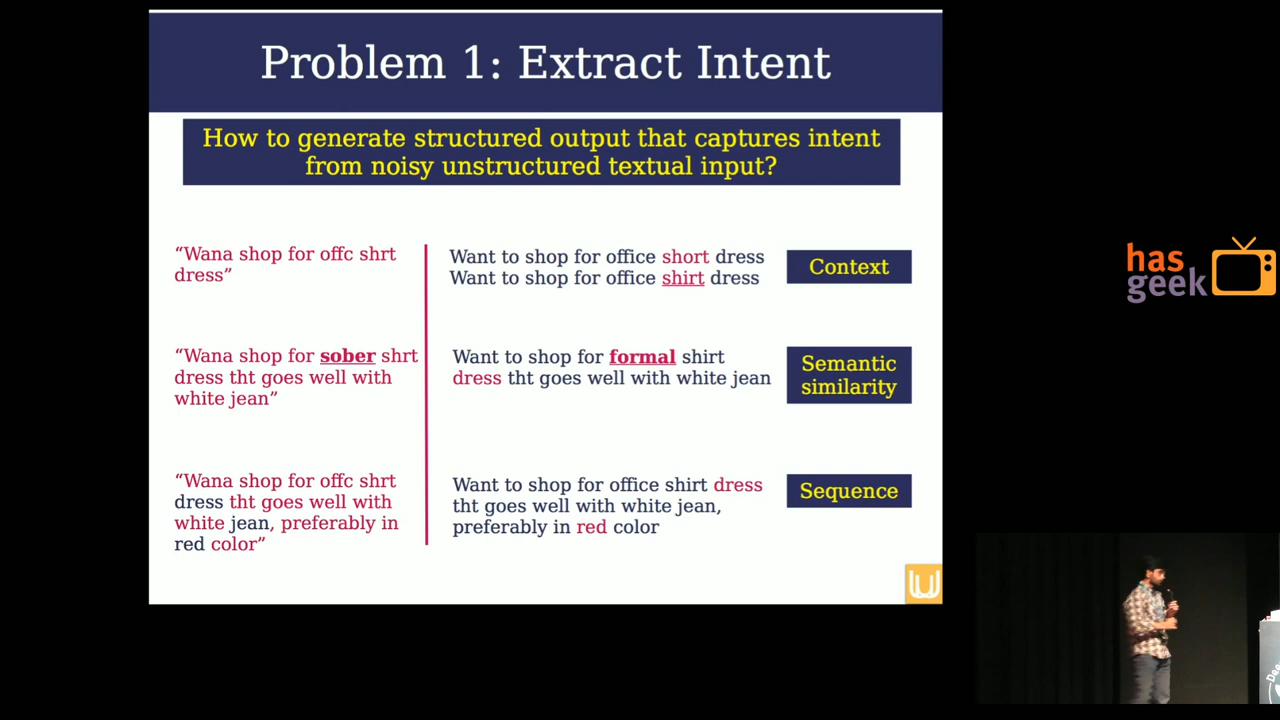 Problem 1: Extract Intent
How to generate structured output that captures intent
from noisy unstructured textual input?
“Wana shop for offc shrt
dress”
Want to shop for office short dress
Want to shop for office shirt dress
Context
“Wana shop for sober shrt
dress tht goes well with
white jean”
Want to shop for formal shirt
dress tht goes well with white jean
Semantic
similarity
“Wana shop for offc shrt
dress tht goes well with
white jean, preferably in
red color”
Want to shop for office shirt dress
tht goes well with white jean,
preferably in red color
Sequence
has
geek